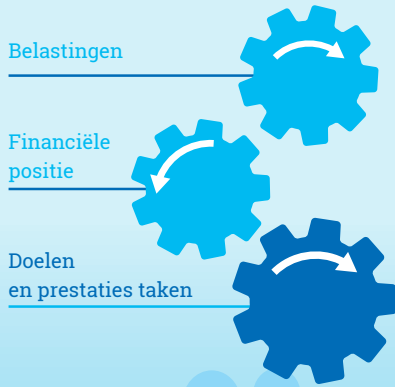 Belastingen
Financiële
positie
Doelen
en prestaties taken